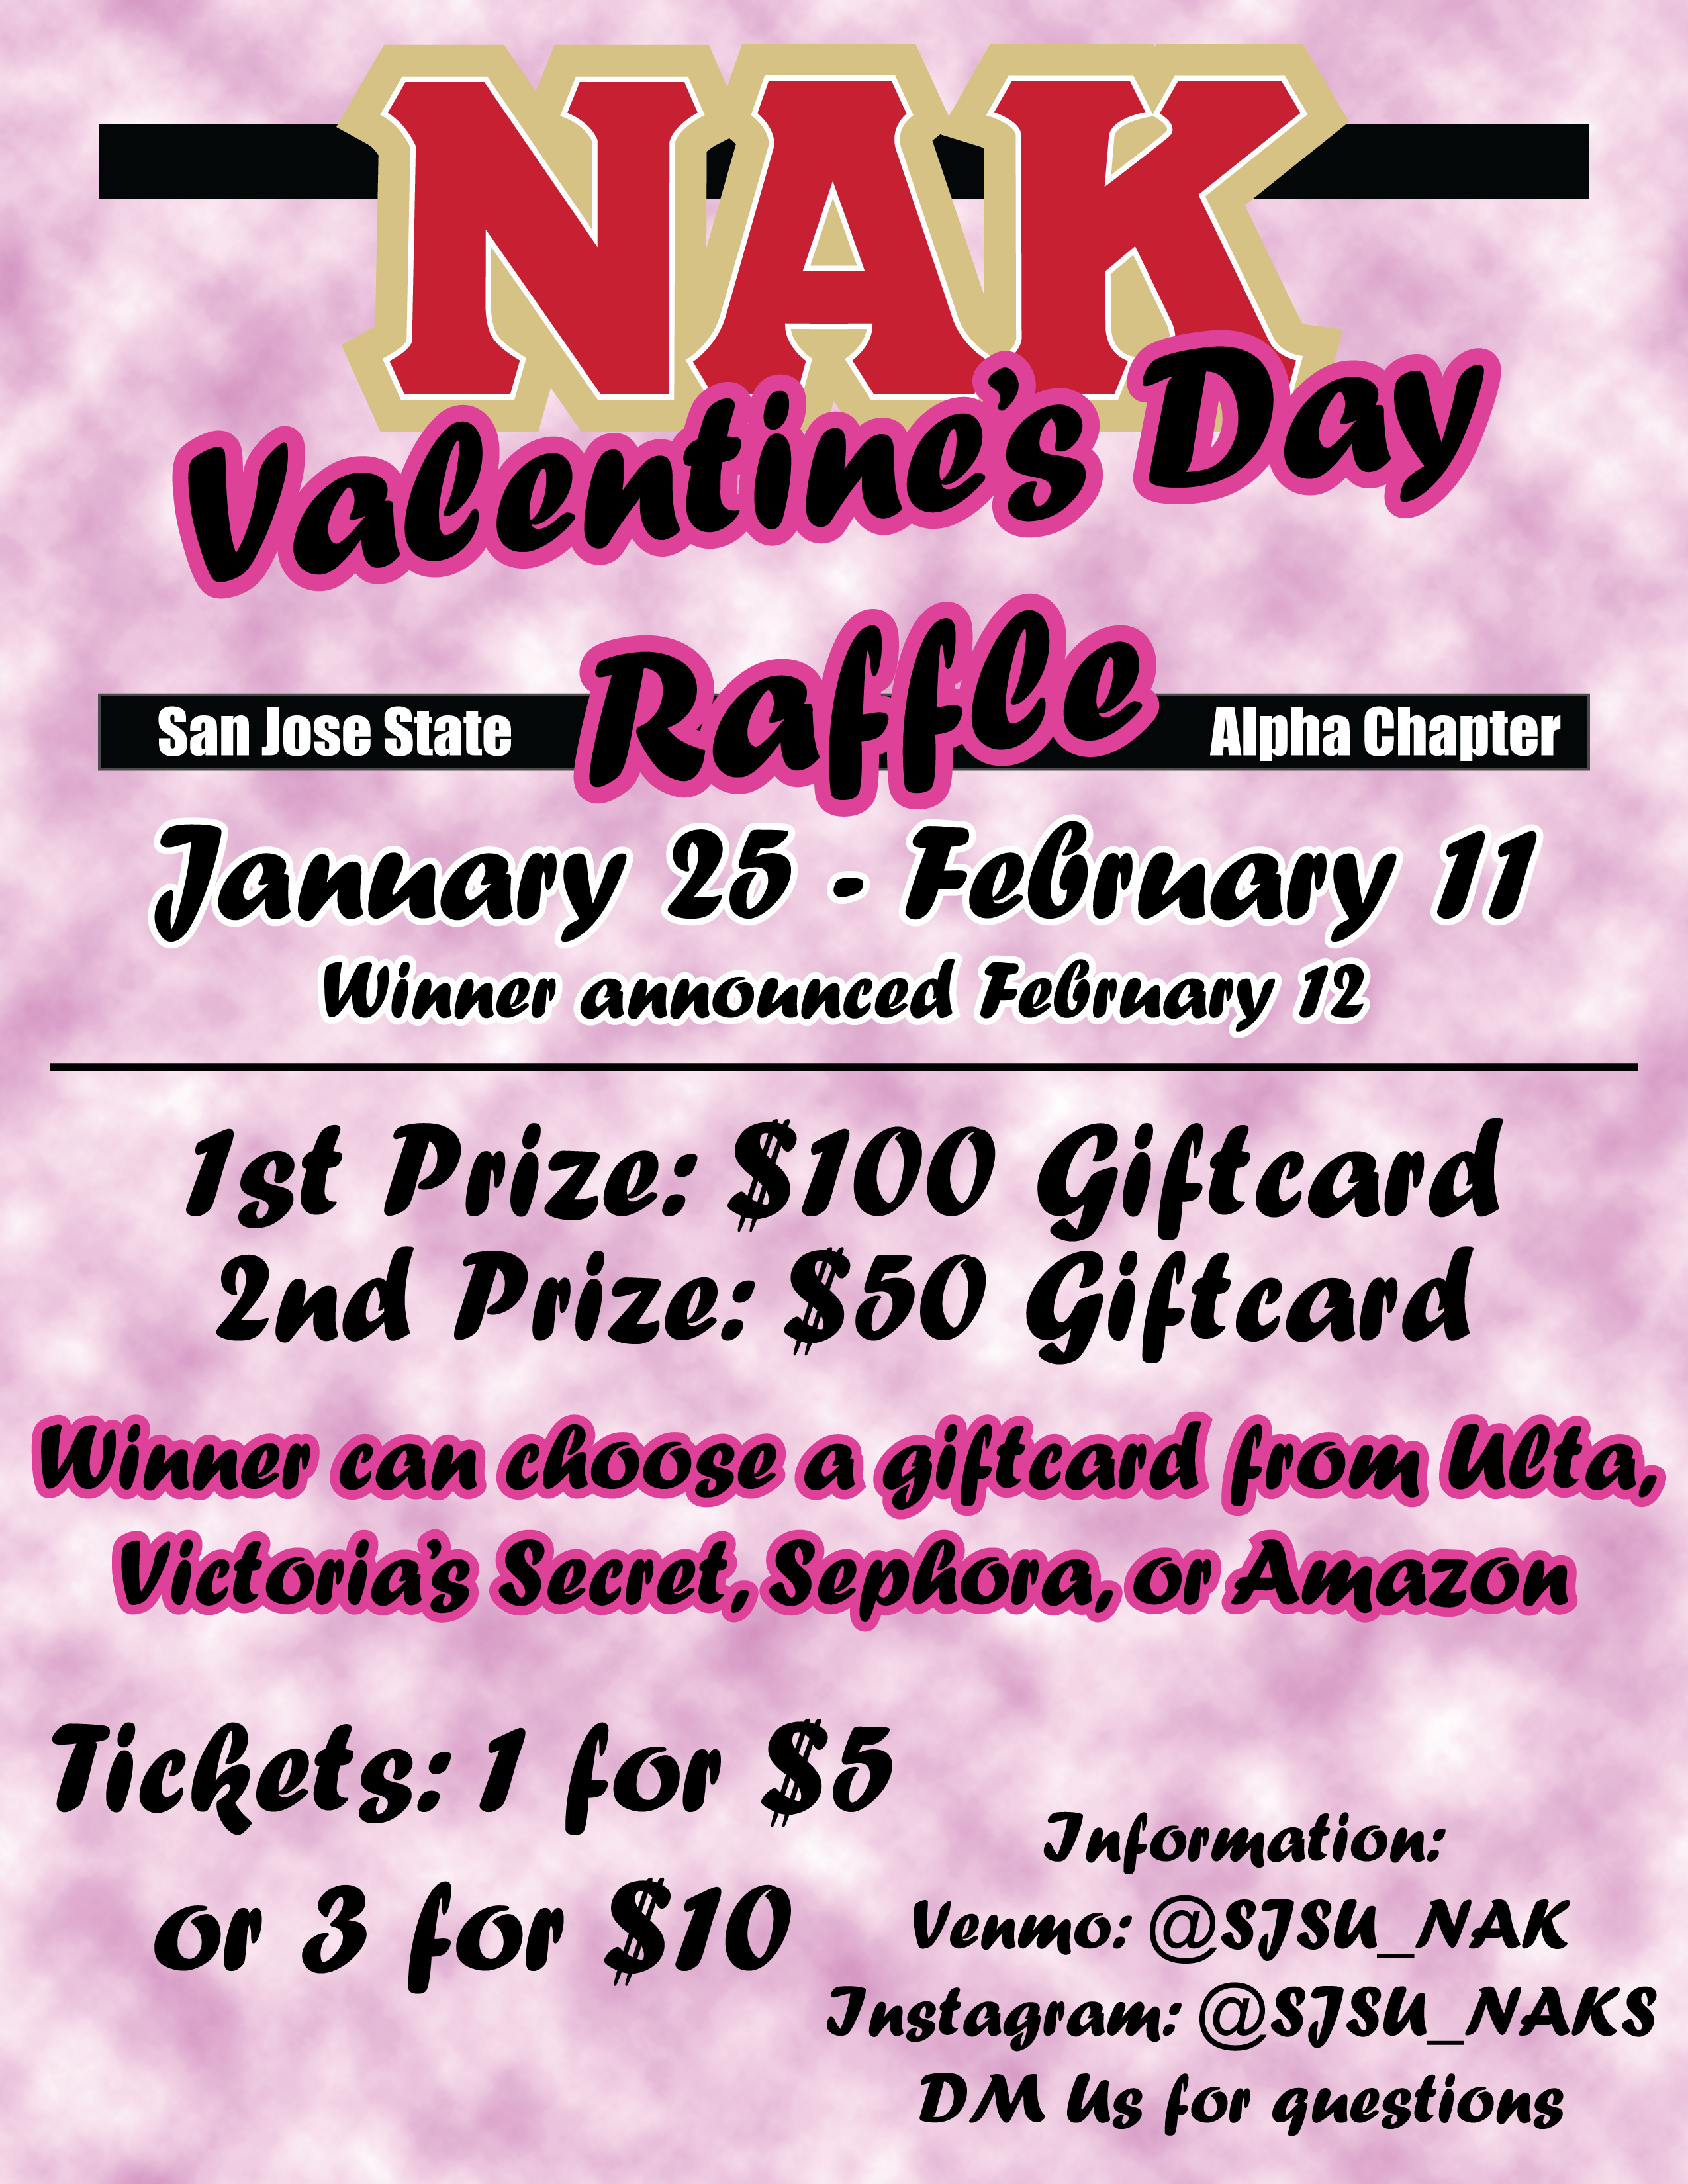 NAK
Valentine's Day
Raffle
San Jose State
Alpha Chapter
January 25 - February 11
Winner announced February 12
1st Prize: $100 Giftcard
2nd Prize: $50 Giftcard
Winner can choose a giftcard from Ulta,
Victoria's Secret, Sephora, or Amazon
Tickets: 1 for $5
or 3 for $10
Information:
Venmo: @SJSU_NAK
Instagram: @SJSU_NAKS
DM Us for questions